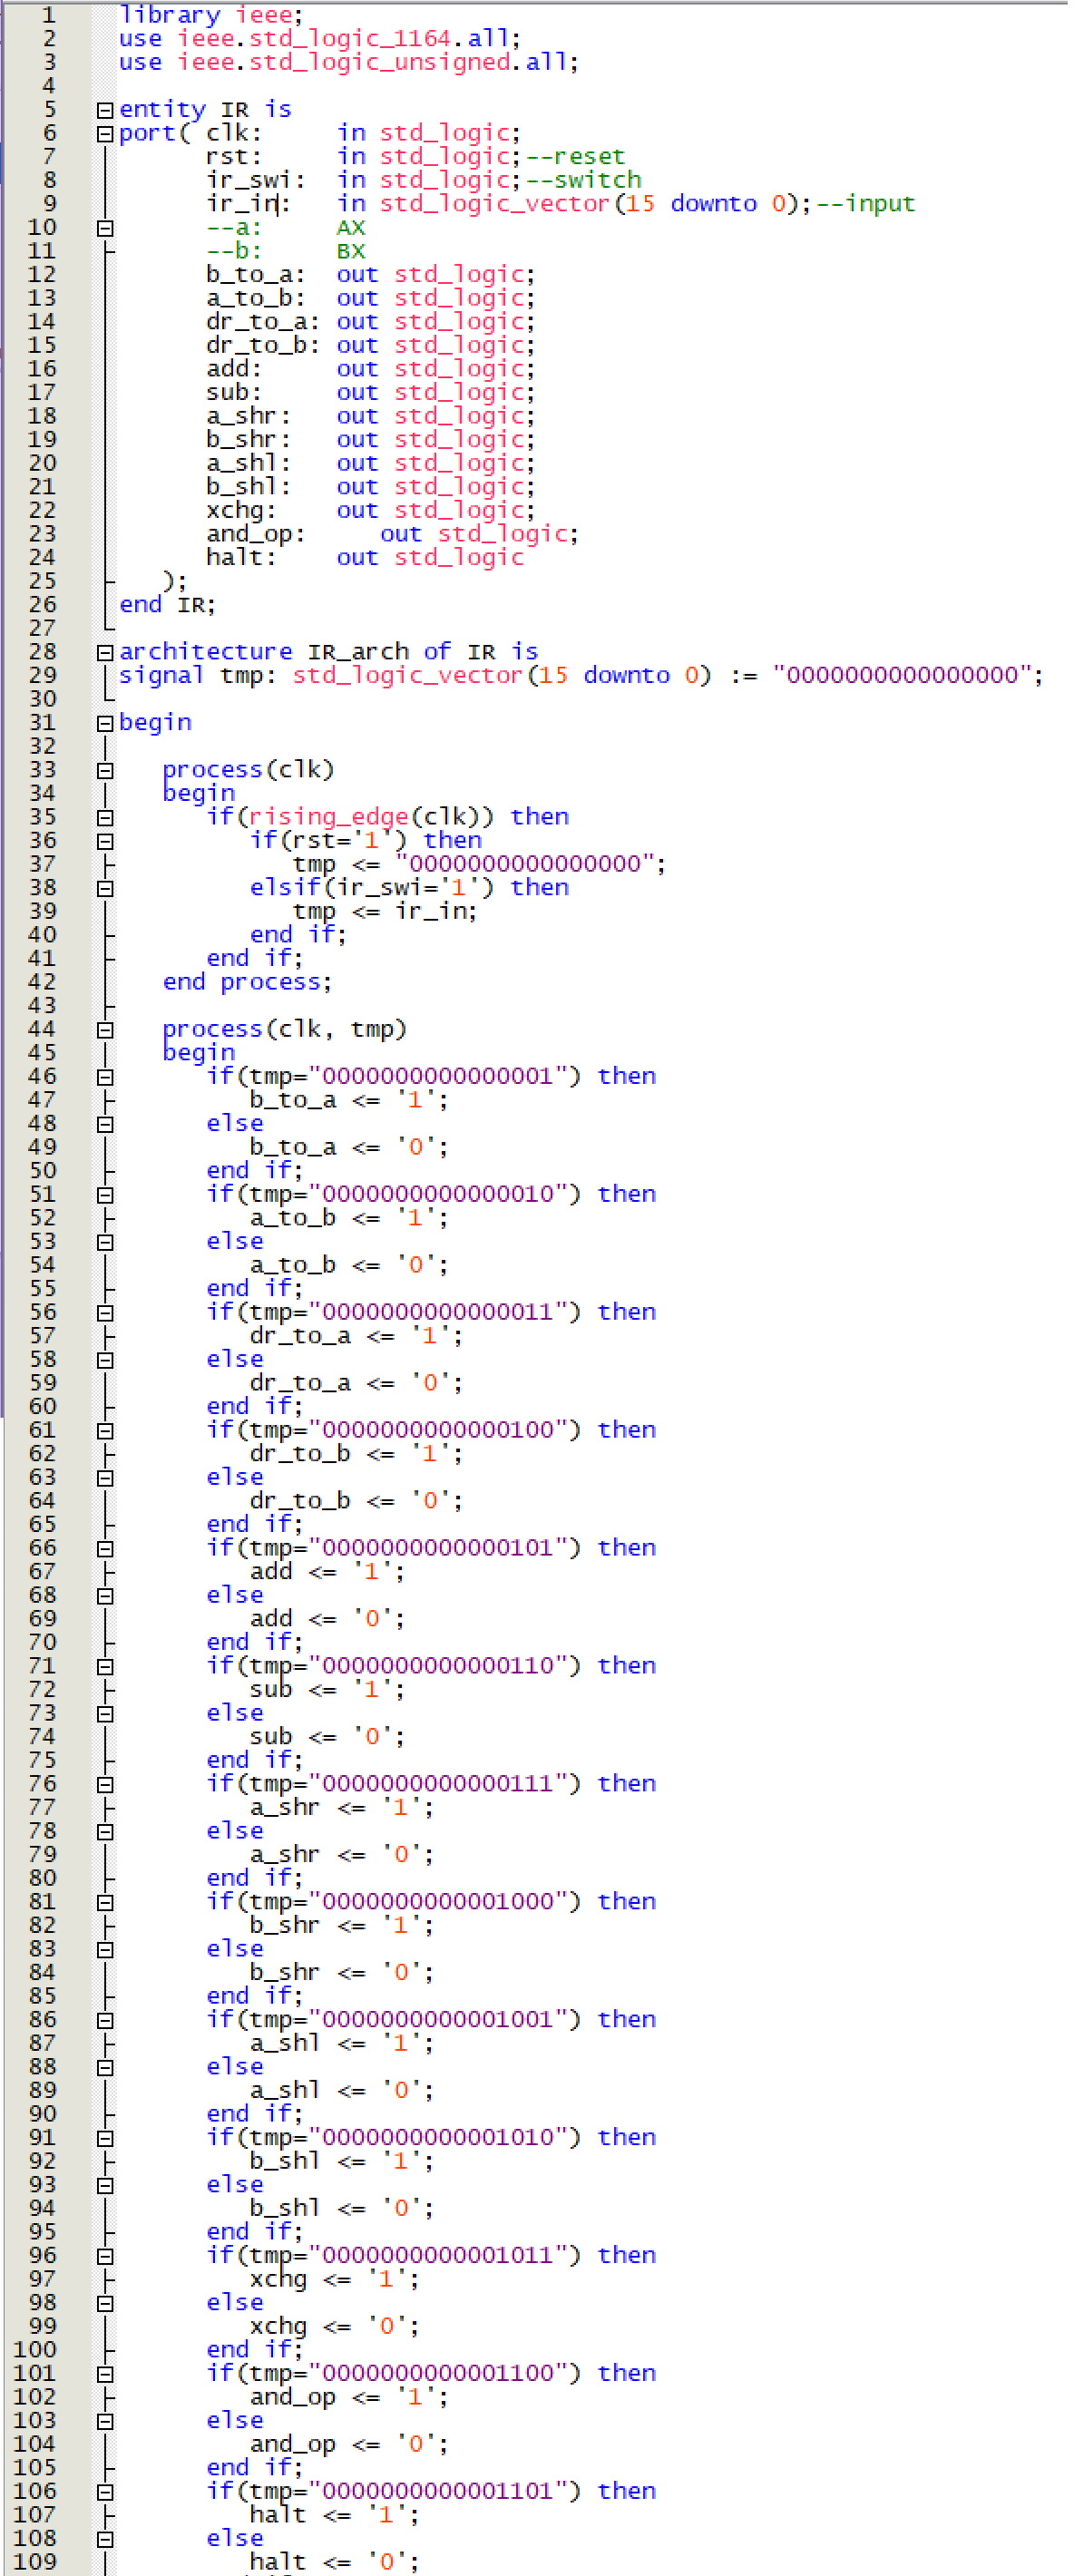 1 library ieee;
2 use ieee.std_logic_1164.all;
3 use ieee.std_logic_unsigned.all;
4
5 entity IR is
6 port( clk:     in std_logic;
7       rst:     in std_logic;--reset
8       ir_swi:  in std_logic;--switch
9       ir_in:   in std_logic_vector(15 downto 0);--input
10       --a:     AX
11       --b:     BX
12       b_to_a:  out std_logic;
13       a_to_b:  out std_logic;
14       dr_to_a: out std_logic;
15       dr_to_b: out std_logic;
16       add:     out std_logic;
17       sub:     out std_logic;
18       a_shr:   out std_logic;
19       b_shr:   out std_logic;
20       a_shl:   out std_logic;
21       b_shl:   out std_logic;
22       xchg:    out std_logic;
23       and_op:     out std_logic;
24       halt:    out std_logic
25    );
26 end IR;
27
28 architecture IR_arch of IR is
29 signal tmp: std_logic_vector(15 downto 0) := "0000000000000000";
30
31 begin
32
33    process(clk)
34    begin
35       if(rising_edge(clk)) then
36          if(rst='1') then
37             tmp <= "0000000000000000";
38          elsif(ir_swi='1') then
39             tmp <= ir_in;
40          end if;
41       end if;
42    end process;
43
44    process(clk, tmp)
45    begin
46       if(tmp="0000000000000001") then
47          b_to_a <= '1';
48       else
49          b_to_a <= '0';
50       end if;
51       if(tmp="0000000000000010") then
52          a_to_b <= '1';
53       else
54          a_to_b <= '0';
55       end if;
56       if(tmp="0000000000000011") then
57          dr_to_a <= '1';
58       else
59          dr_to_a <= '0';
60       end if;
61       if(tmp="0000000000000100") then
62          dr_to_b <= '1';
63       else
64          dr_to_b <= '0';
65       end if;
66       if(tmp="0000000000000101") then
67          add <= '1';
68       else
69          add <= '0';
70       end if;
71       if(tmp="0000000000000110") then
72          sub <= '1';
73       else
74          sub <= '0';
75       end if;
76       if(tmp="0000000000000111") then
77          a_shr <= '1';
78       else
79          a_shr <= '0';
80       end if;
81       if(tmp="0000000000001000") then
82          b_shr <= '1';
83       else
84          b_shr <= '0';
85       end if;
86       if(tmp="0000000000001001") then
87          a_shl <= '1';
88       else
89          a_shl <= '0';
90       end if;
91       if(tmp="0000000000001010") then
92          b_shl <= '1';
93       else
94          b_shl <= '0';
95       end if;
96       if(tmp="0000000000001011") then
97          xchg <= '1';
98       else
99          xchg <= '0';
100       end if;
101       if(tmp="0000000000001100") then
102          and_op <= '1';
103       else
104          and_op <= '0';
105       end if;
106       if(tmp="0000000000001101") then
107          halt <= '1';
108       else
109          halt <= '0';